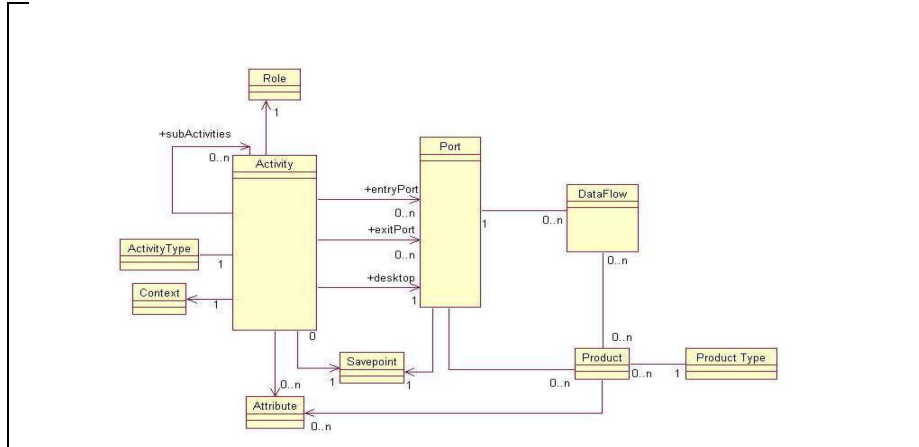 Role
1
+subActivities
0..n
Activity
Port
+entryPort
0..n
DataFlow
1
0..n
+exitPort
0..n
ActivityType
1
0..n
+desktop
1
Context
1
0
0..n
Savepoint
1
1
Product
0..n
0..n
1
Product Type
0..n
Attribute
0..n